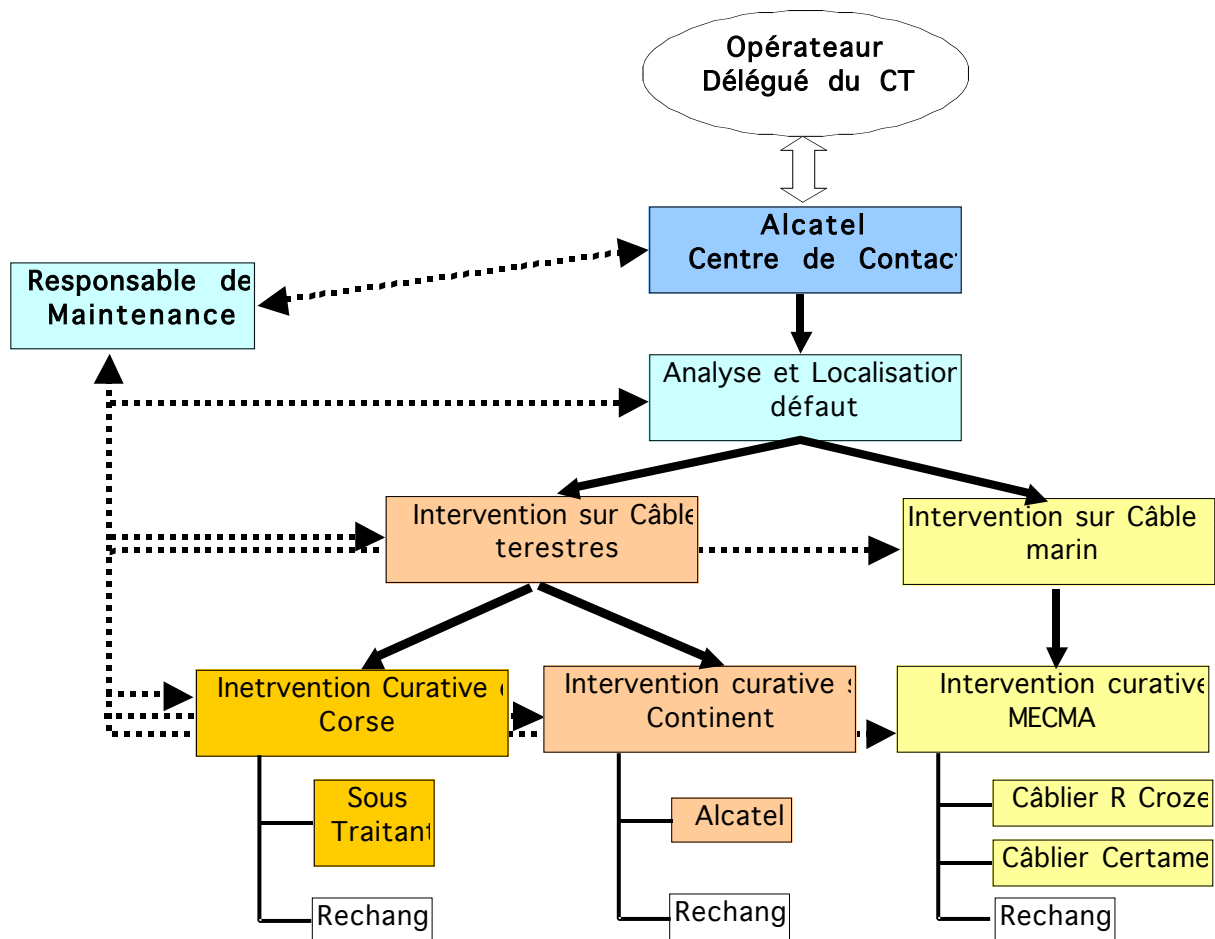 Opérateaur
Délégué du CT
Alcatel
Centre de Contac
Responsable de
Maintenance
Analyse et Localisation
défaut
Intervention sur Câble
terestres
Intervention sur Câble
marin
Inetrvention Curative
Corse
Intervention curative
Continent
Intervention curative
MECMA
Sous
Traitant
Alcatel
Câblier R Croze
Câblier Certame
Rechang
Rechang
Rechang